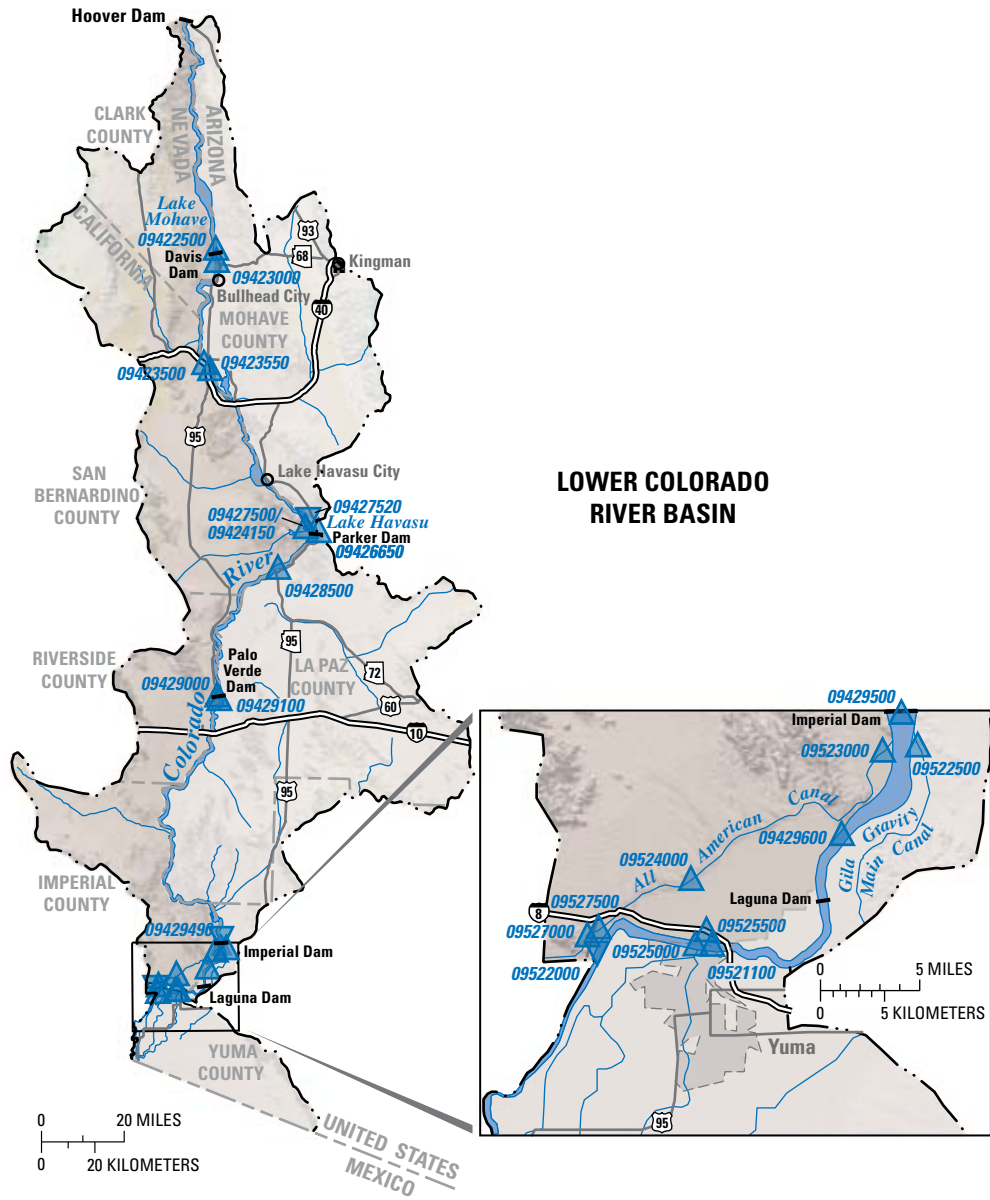 Hoover Dam
CLARK
COUNTY
NEVADA
ARIZONA
CALIFORNIA
Lake
Mohave
09422500
Davis
Dam
93
68
Kingman
09423000
Bullhead City
MOHAVE
COUNTY
40
09423500
09423550
95
SAN
BERNARDINO
COUNTY
Lake Havasu City
09427520
09427500/
09424150
Lake Havasu
Parker Dam
09426650
LOWER COLORADO
RIVER BASIN
River
09428500
95
RIVERSIDE
COUNTY
Palo
Verde
Dam
LA PAZ
COUNTY
72
60
09429000
09429100
10
Colorado
95
IMPERIAL
COUNTY
09429490
Imperial Dam
Laguna Dam
YUMA
COUNTY
0 20 MILES
0 20 KILOMETERS
UNITED STATES
MEXICO
09429500
Imperial Dam
09523000
09522500
All American Canal
09429600
Gila Gravity
Main Canal
09524000
Laguna Dam
8
09527500
09527000
09522000
09525500
09525000
09521100
0 5 MILES
0 5 KILOMETERS
Yuma
95